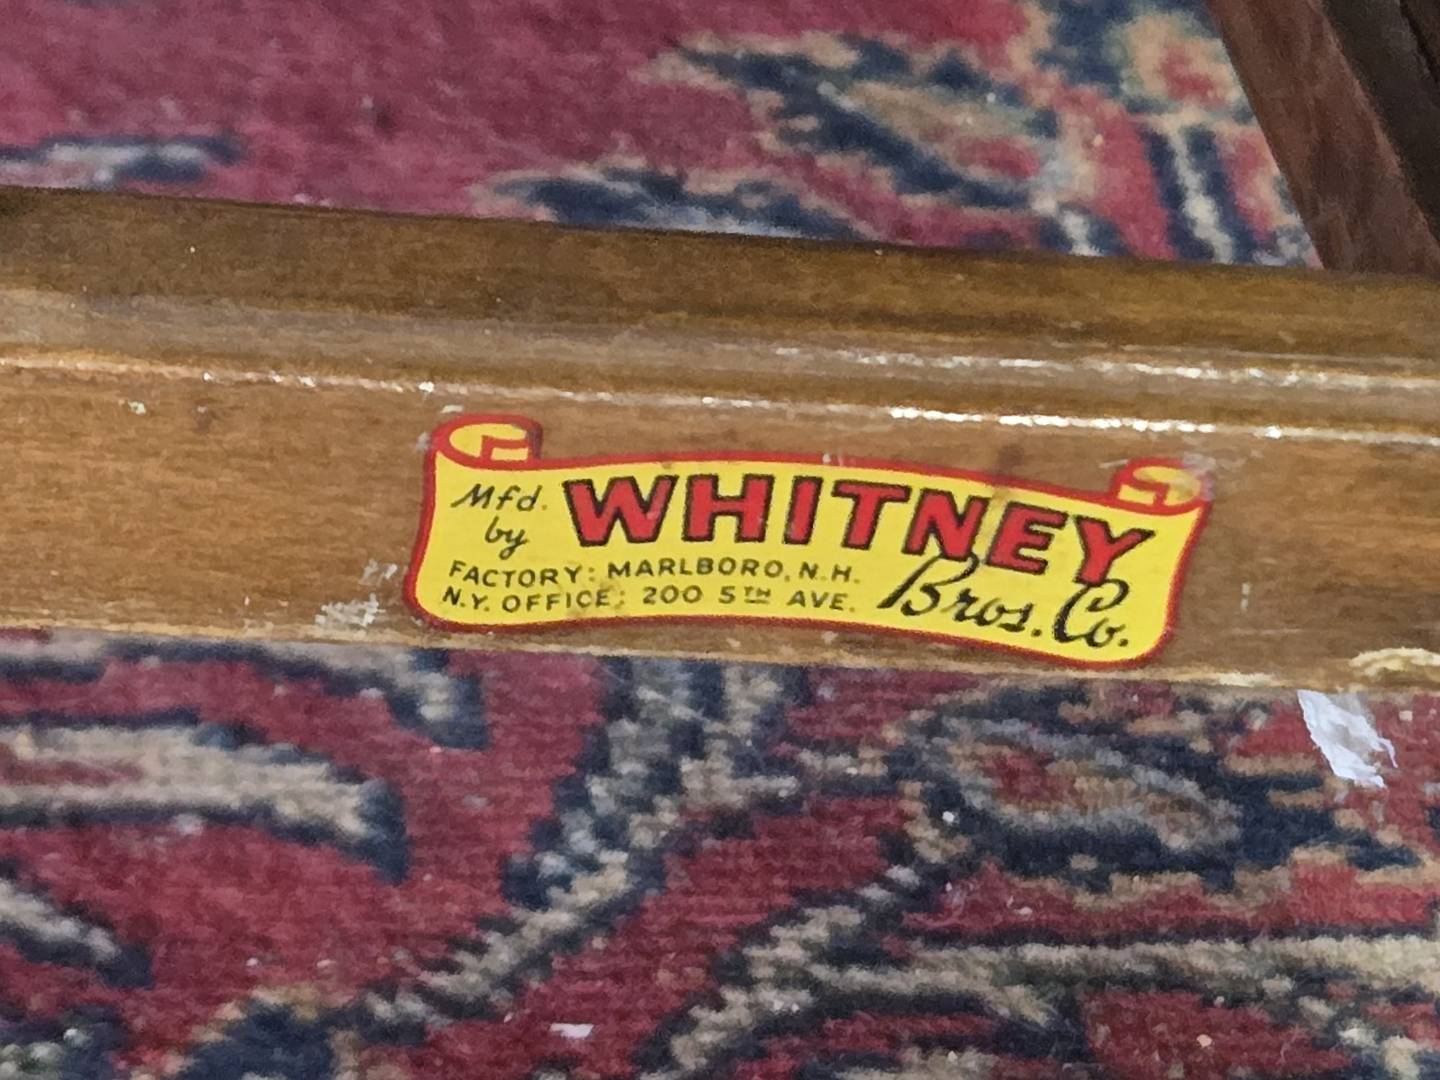 Mfd. by WHITNEY
Bros. Co.
FACTORY: MARLBORO, N.H.
N.Y. OFFICE: 200 5TH AVE.